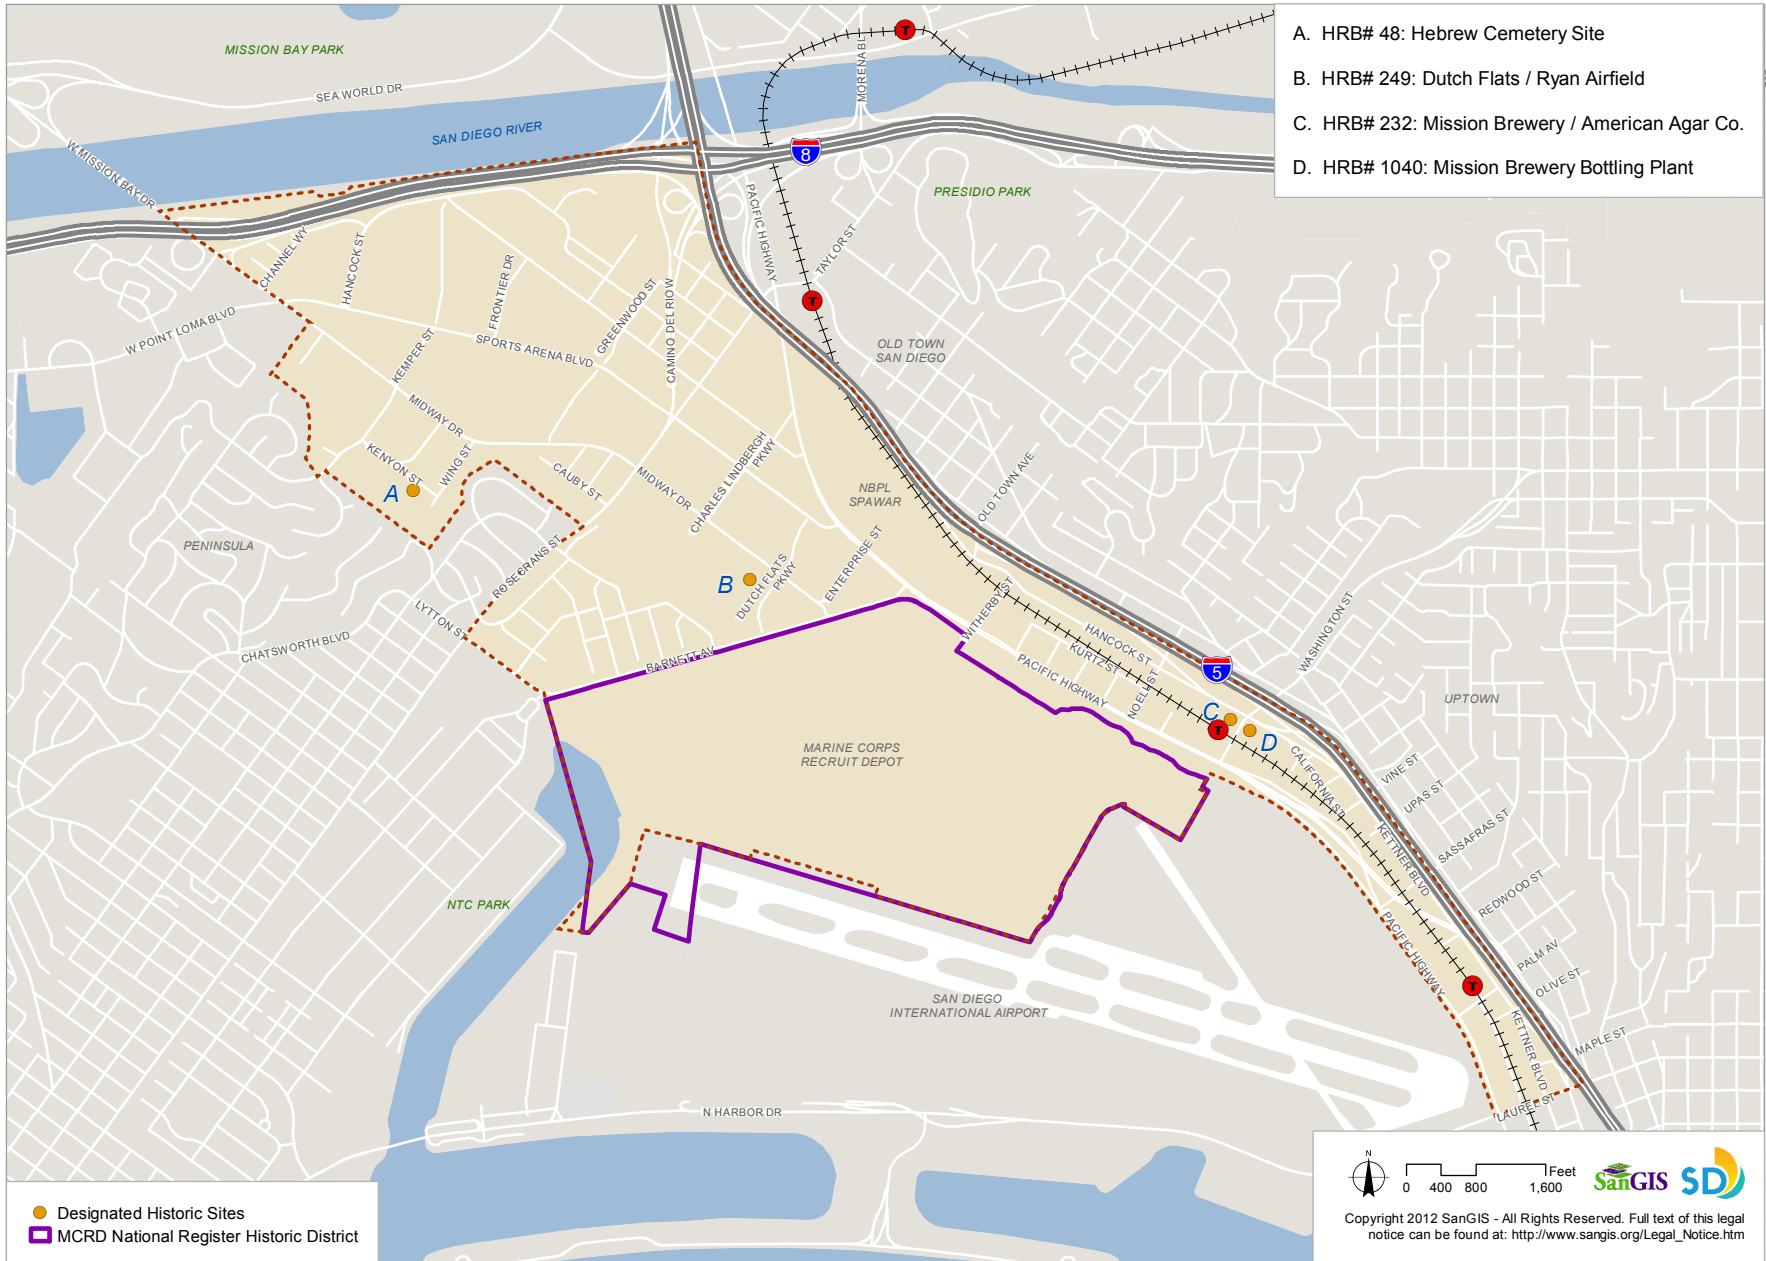 A. HRB# 48: Hebrew Cemetery Site
B. HRB# 249: Dutch Flats / Ryan Airfield
C. HRB# 232: Mission Brewery / American Agar Co.
D. HRB# 1040: Mission Brewery Bottling Plant
MISSION BAY PARK
SEA WORLD DR
SAN DIEGO RIVER
W MISSION BAY DR
MORENA BL
T
8
PRESIDIO PARK
PACIFIC HIGHWAY
TAYLOR ST
T
CHANNEL WY
HANCOCK ST
FRONTIER DR
GREENWOOD ST
CAMINO DEL RIO W
W POINT LOMA BLVD
KEMPER ST
SPORTS ARENA BLVD
OLD TOWN
SAN DIEGO
MIDWAY DR
KENYON ST
WING ST
A
CAUBY ST
MIDWAY DR
CHARLES LINDBERGH
PKWY
NBPL
SPAWAR
OLD TOWN AVE
PENINSULA
ROSECRANS ST
B
DUTCH FLATS
PKWY
ENTERPRISE ST
LYTTON ST
CHATSWORTH BLVD
BARNETT AV
WITHERBY ST
HANCOCK ST
KURTZ ST
PACIFIC HIGHWAY
NOELL ST
5
WASHINGTON ST
UPTOWN
C
T
D
MARINE CORPS
RECRUIT DEPOT
CALIFORNIA ST
VINE ST
UPAS ST
SASSAFRAS ST
KETTNER BLVD
REDWOOD ST
NTC PARK
PACIFIC HIGHWAY
PALM AV
OLIVE ST
T
SAN DIEGO
INTERNATIONAL AIRPORT
KETTNER BLVD
MAPLE ST
LAUREL ST
N HARBOR DR
Designated Historic Sites
MCRD National Register Historic District
N
Feet
0 400 800 1,600
SanGIS
SD
Copyright 2012 SanGIS - All Rights Reserved. Full text of this legal
notice can be found at: http://www.sangis.org/Legal_Notice.htm